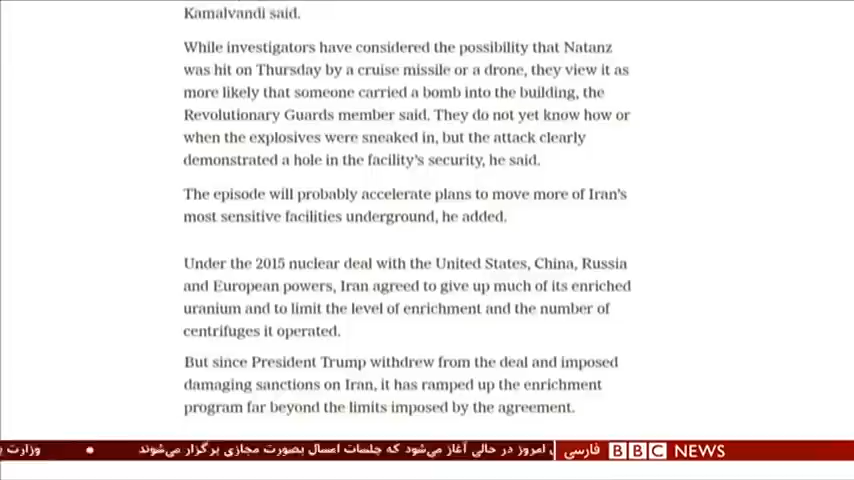 Kamalvandi said.
While investigators have considered the possibility that Natanz
was hit on Thursday by a cruise missile or a drone, they view it as
more likely that someone carried a bomb into the building, the
Revolutionary Guards member said. They do not yet know how or
when the explosives were sneaked in, but the attack clearly
demonstrated a hole in the facility's security, he said.
The episode will probably accelerate plans to move more of Iran's
most sensitive facilities underground, he added.
Under the 2015 nuclear deal with the United States, China, Russia
and European powers, Iran agreed to give up much of its enriched
uranium and to limit the level of enrichment and the number of
centrifuges it operated.
But since President Trump withdrew from the deal and imposed
damaging sanctions on Iran, it has ramped up the enrichment
program far beyond the limits imposed by the agreement.
امروز در حالی آغاز می‌شود که جلسات امسال بصورت مجازی برگزار می‌شوند • وزارت
فارسی BBC NEWS